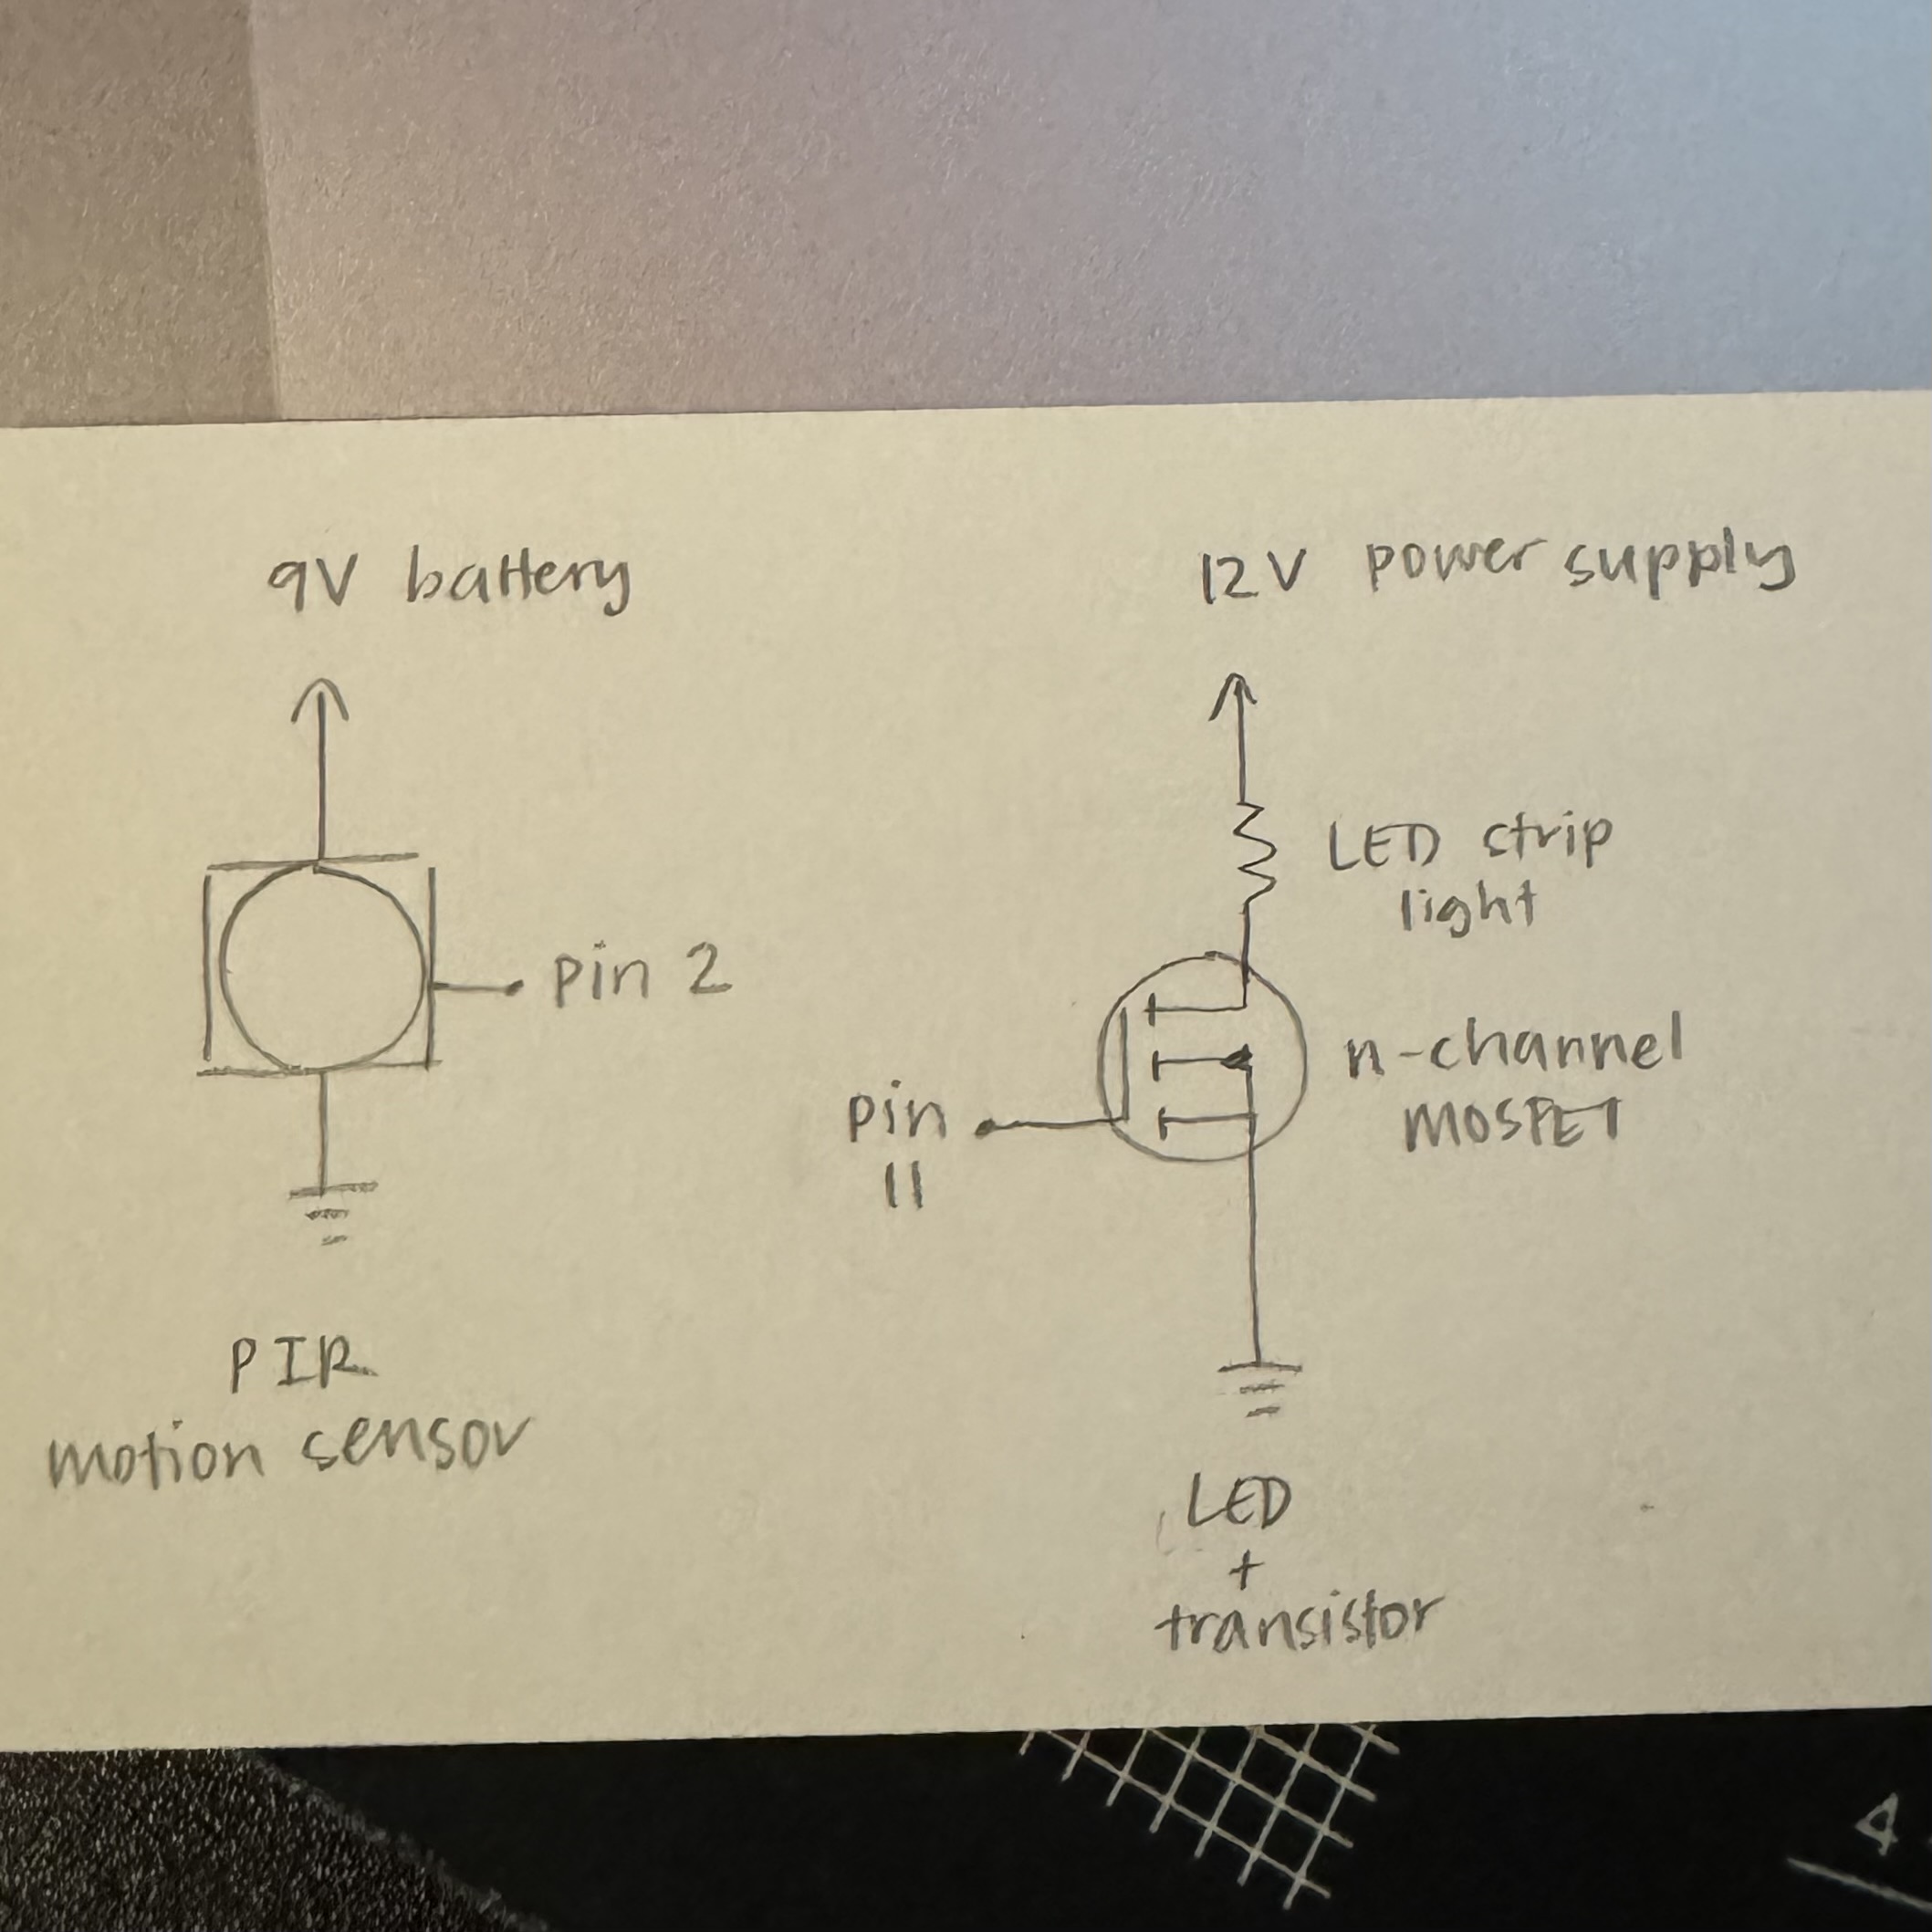 9V battery
pin 2
PIR
motion sensor
12V power supply
LED strip
light
n-channel
MOSFET
pin
11
LED
+
transistor
4